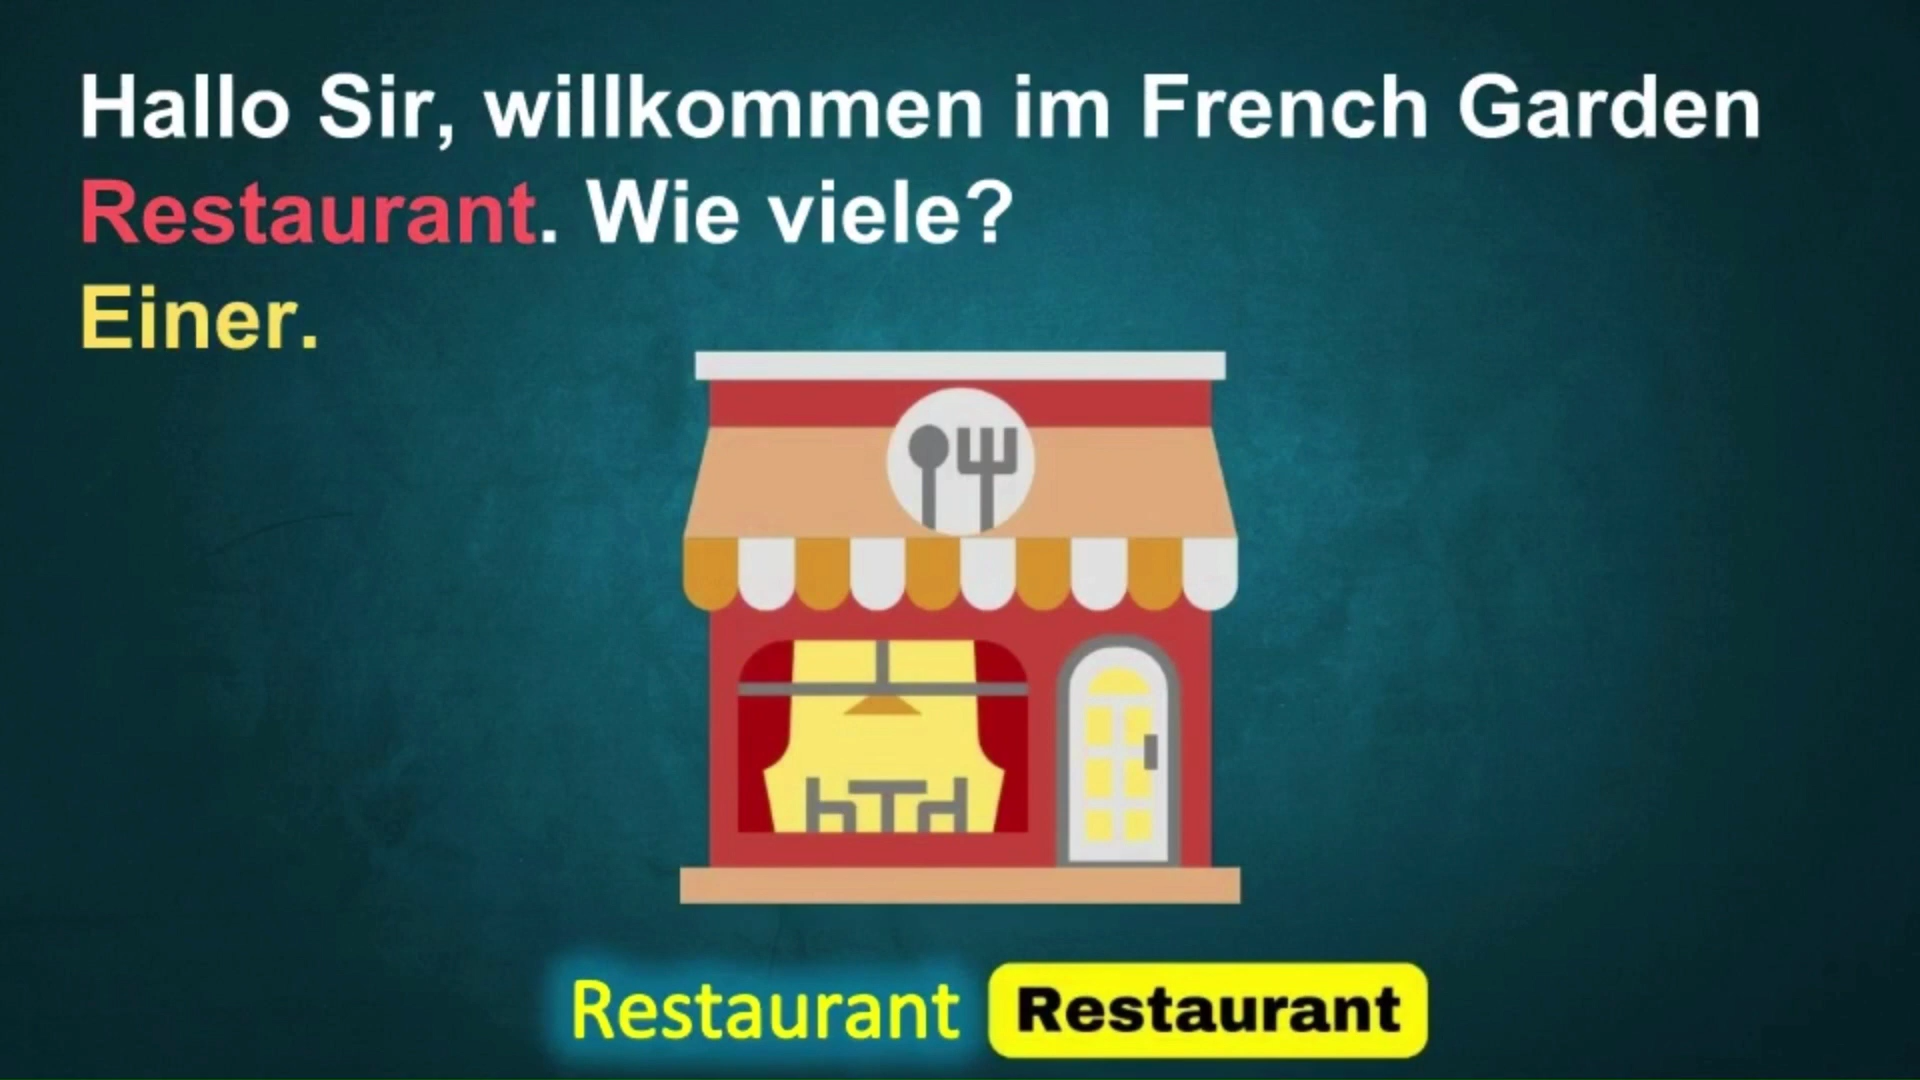 Hallo Sir, willkommen im French Garden
Restaurant. Wie viele?
Einer.
Restaurant Restaurant